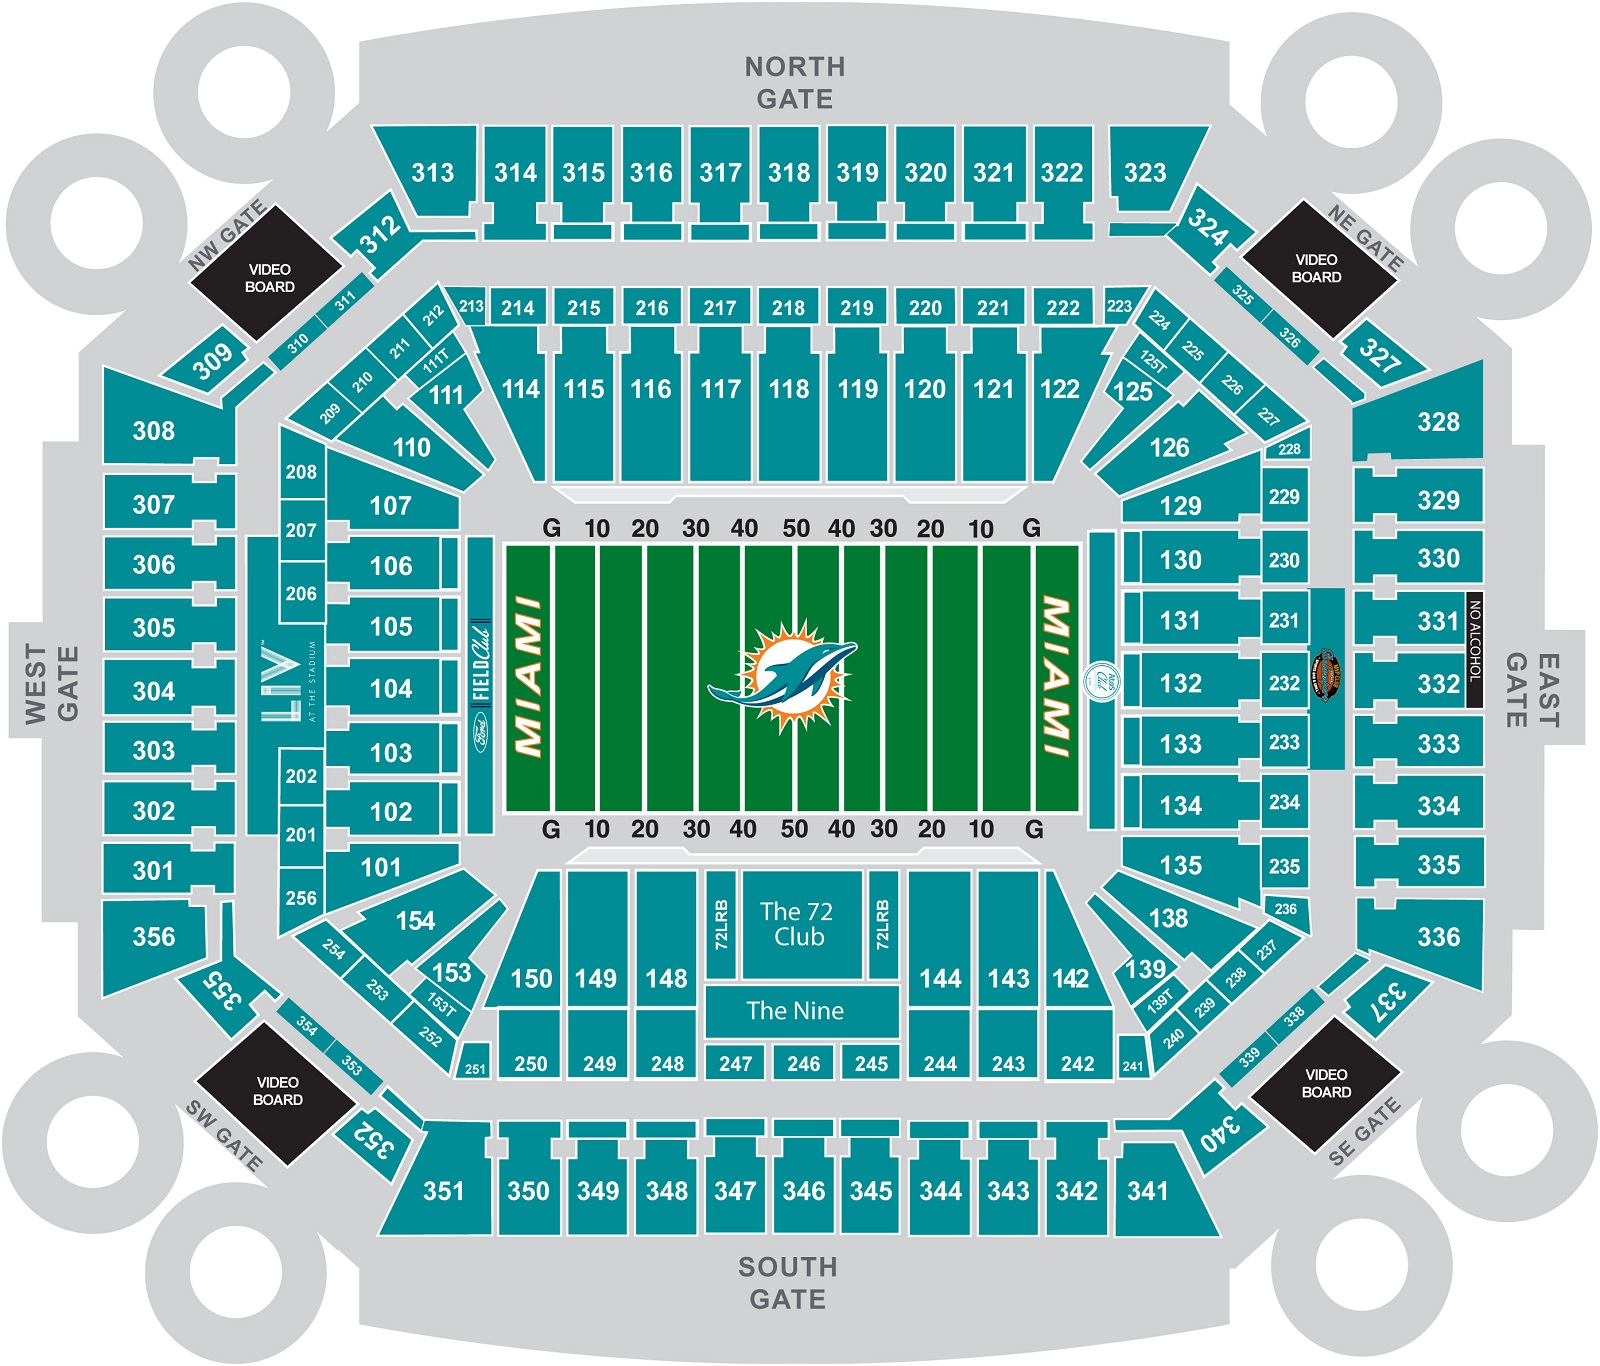 NORTH
GATE
313 314 315 316 317 318 319 320 321 322 323
312
324
NW GATE
NE GATE
VIDEO
BOARD
VIDEO
BOARD
309
310
311
325
326
327
213 214 215 216 217 218 219 220 221 222 223
212
211
210
209
111T
111
110
114 115 116 117 118 119 120 121 122
224
225
226
227
228
125T
125
126
308
307
306
305
304
303
302
301
356
WEST
GATE
208
207
206
202
201
256
LIV
AT THE STADIUM
107
106
105
104
103
102
101
FIELD Club
Ford
G 10 20 30 40 50 40 30 20 10 G
MIAMI
MIAMI
G 10 20 30 40 50 40 30 20 10 G
129
130
131
132
133
134
135
229
230
231
232
233
234
235
236
328
329
330
331
332
333
334
335
336
NO ALCOHOL
EAST
GATE
154
153
153T
254
253
252
251
150 149 148
72LRB
The 72
Club
72LRB
144 143 142
The Nine
250 249 248 247 246 245 244 243 242 241
138
139
139T
237
238
239
240
355
354
353
352
337
338
339
340
VIDEO
BOARD
VIDEO
BOARD
SW GATE
SE GATE
351 350 349 348 347 346 345 344 343 342 341
SOUTH
GATE